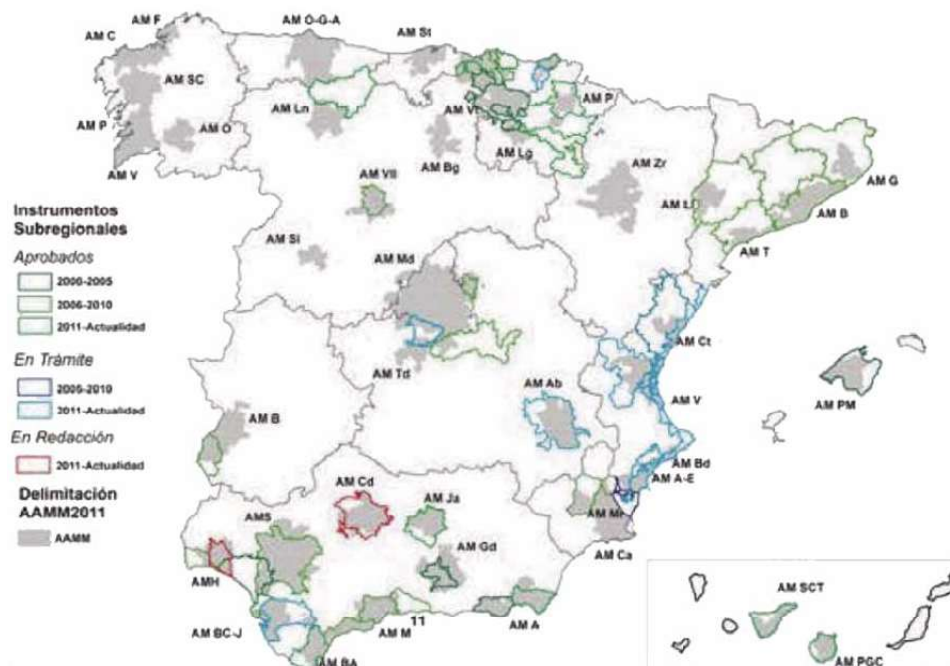 AM F
AM O-G-A
AM St
AM C
AM SC
AM P
AM Ln
AM Vt
AM P
AM O
AM V
AM Bg
AM Lg
AM Zr
AM G
AM Vll
AM LI
AM B
AM T
AM Sl
AM Md
Instrumentos
Subregionales
Aprobados
2000-2005
2006-2010
2011-Actualidad
En Trámite
2005-2010
2011-Actualidad
En Redacción
2011-Actualidad
Delimitación
AAMM2011
AAMM
AM Ct
AM Td
AM Ab
AM PM
AM B
AM V
AM Bd
AM A-E
AM Cd
AM Ja
AM Mr
AMS
AM Gd
AM Ca
AMH
AM SCT
AM BC-J
11
AM M
AM A
AM BA
AM PGC